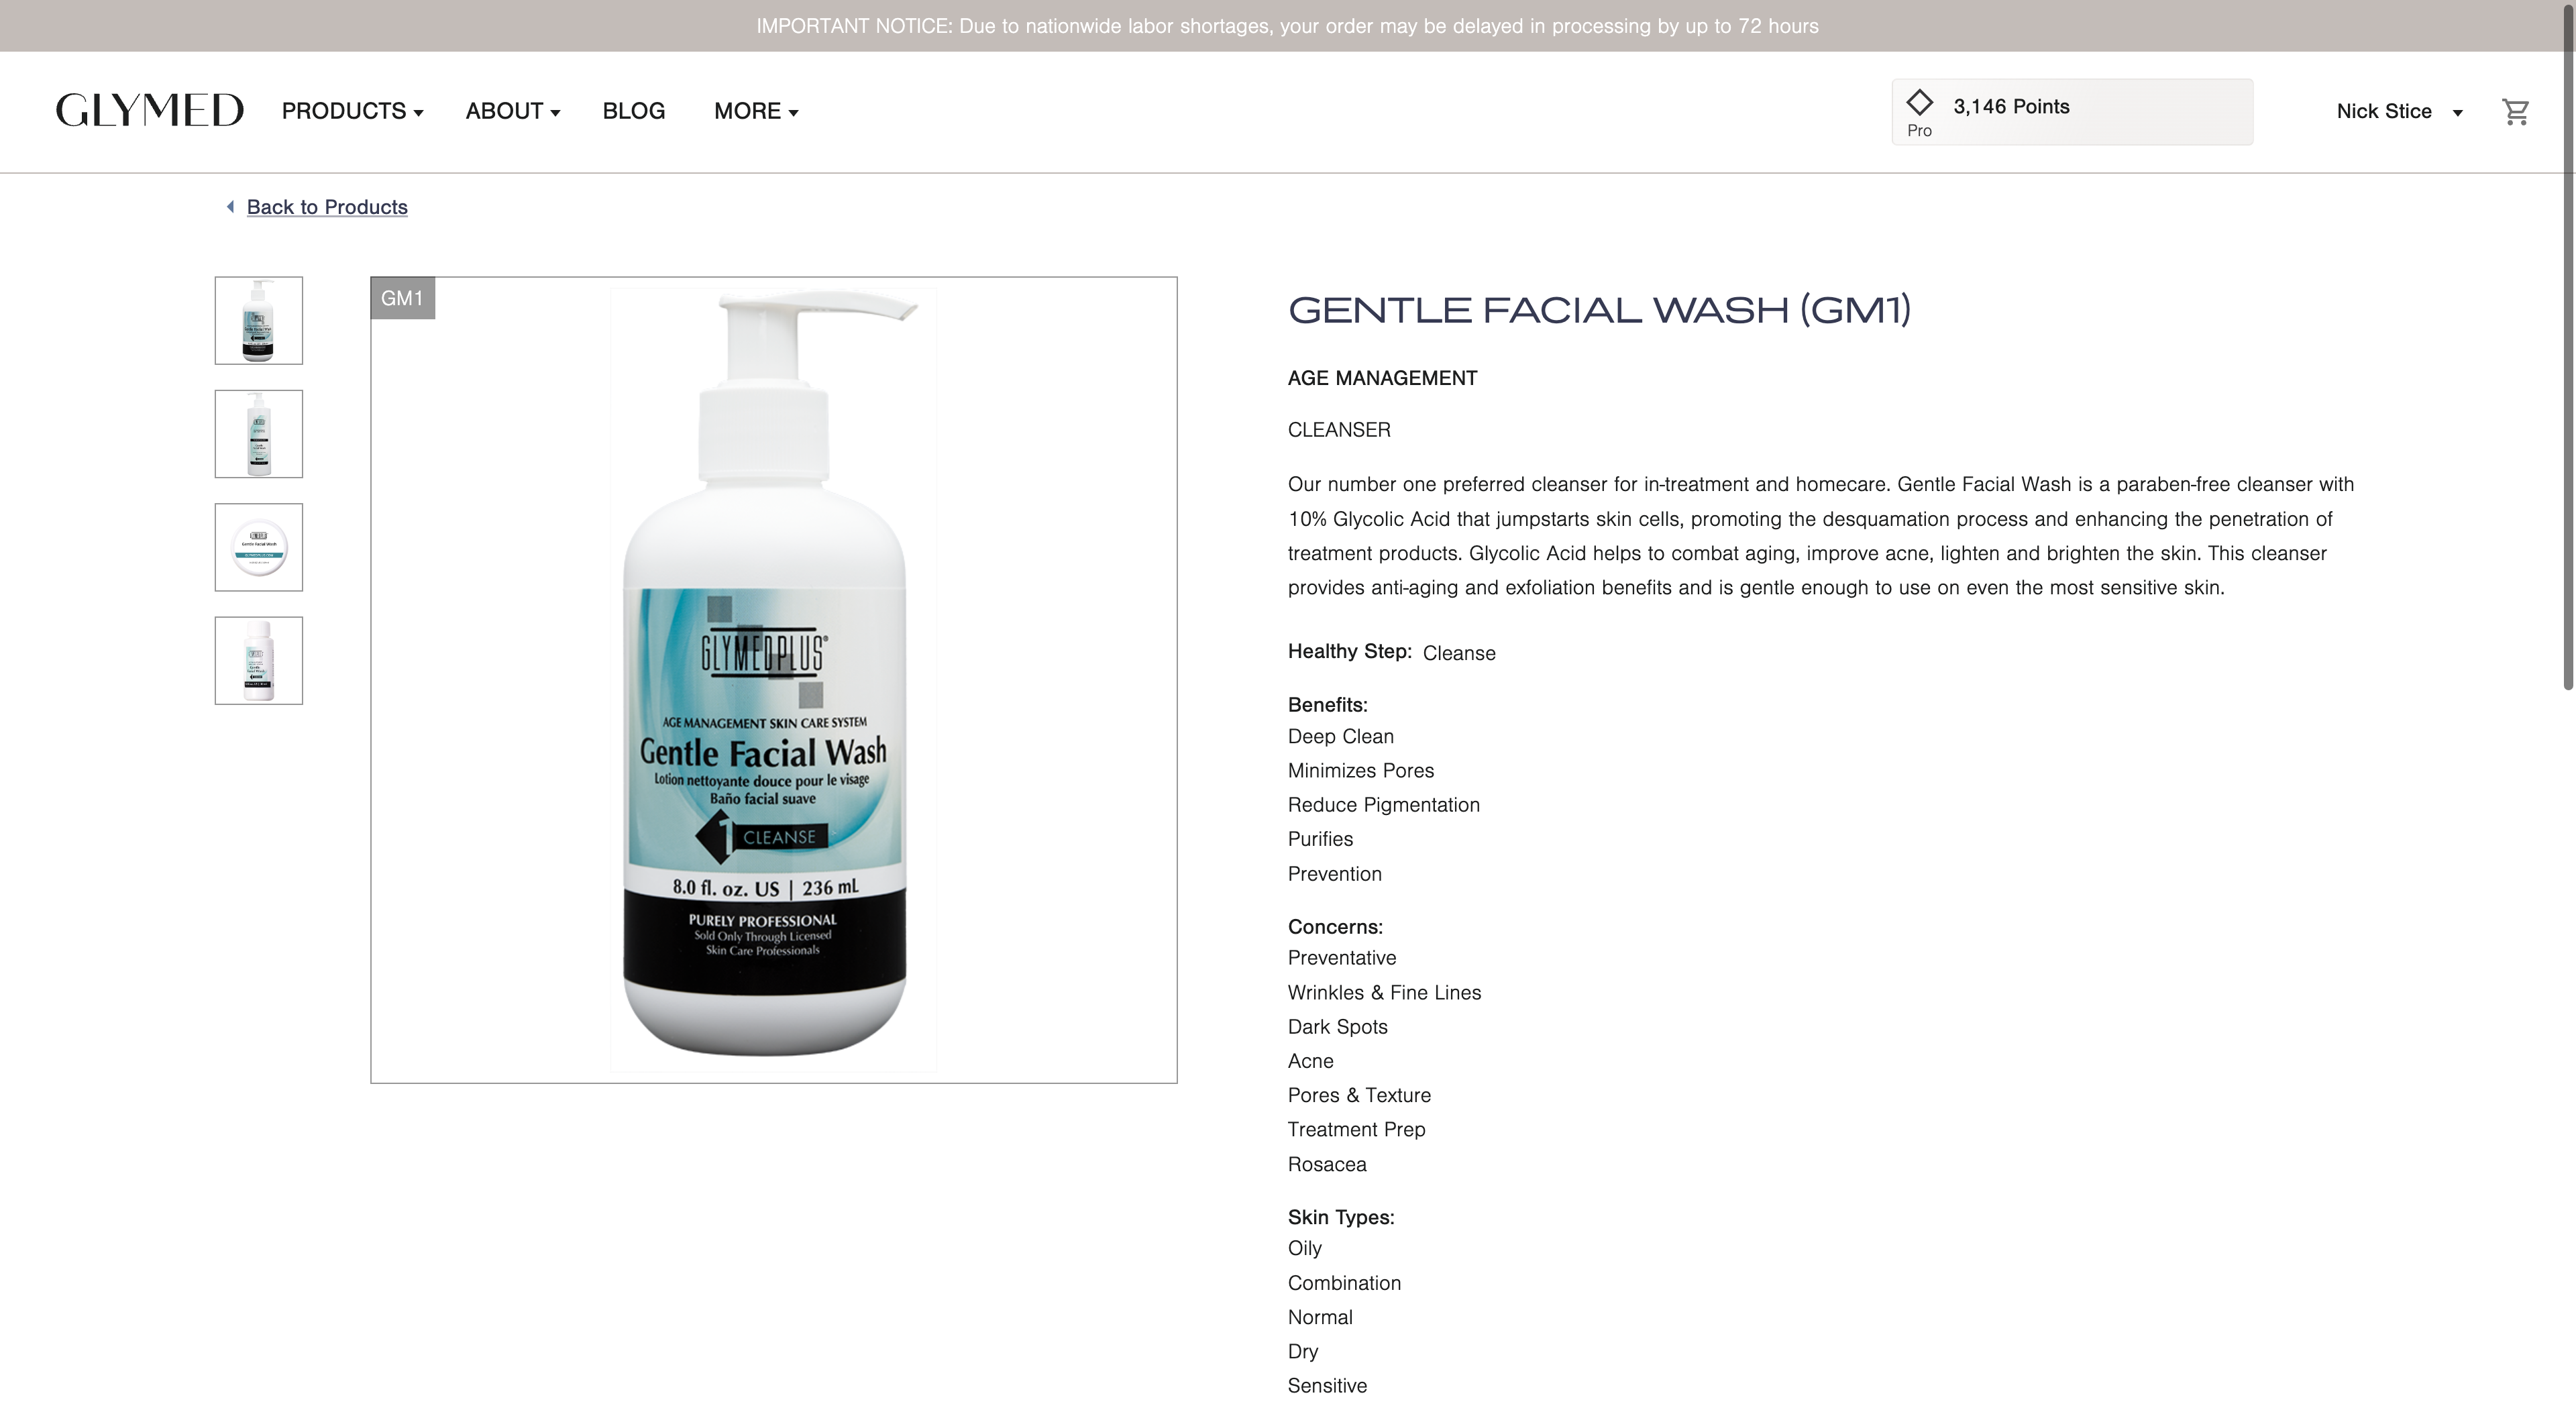 IMPORTANT NOTICE: Due to nationwide labor shortages, your order may be delayed in processing by up to 72 hours
GLYMED
PRODUCTS
ABOUT
BLOG
MORE
3,146 Points
Pro
Nick Stice
Back to Products
GM1
GLYMEDPLUS®
AGE MANAGEMENT SKIN CARE SYSTEM
Gentle Facial Wash
Lotion nettoyante douce pour le visage
Baño facial suave
1 CLEANSE
8.0 fl. oz. US | 236 mL
PURELY PROFESSIONAL
Sold Only Through Licensed
Skin Care Professionals
GENTLE FACIAL WASH (GM1)
AGE MANAGEMENT
CLEANSER
Our number one preferred cleanser for in-treatment and homecare. Gentle Facial Wash is a paraben-free cleanser with
10% Glycolic Acid that jumpstarts skin cells, promoting the desquamation process and enhancing the penetration of
treatment products. Glycolic Acid helps to combat aging, improve acne, lighten and brighten the skin. This cleanser
provides anti-aging and exfoliation benefits and is gentle enough to use on even the most sensitive skin.
Healthy Step: Cleanse
Benefits:
Deep Clean
Minimizes Pores
Reduce Pigmentation
Purifies
Prevention
Concerns:
Preventative
Wrinkles & Fine Lines
Dark Spots
Acne
Pores & Texture
Treatment Prep
Rosacea
Skin Types:
Oily
Combination
Normal
Dry
Sensitive